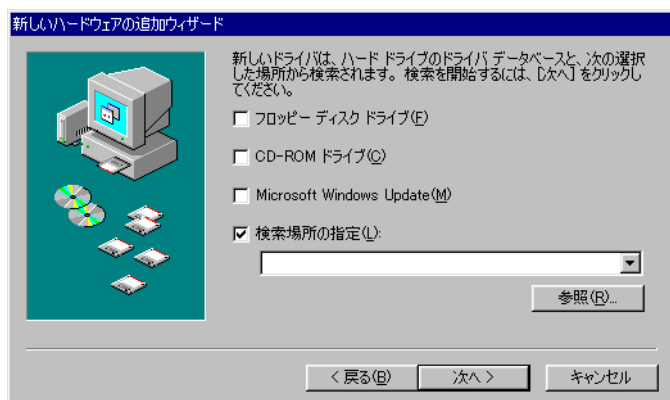 新しいハードウェアの追加ウィザード
新しいドライバは、ハード ドライブのドライバ データベースと、次の選択
した場所から検索されます。検索を開始するには、[次へ] をクリックし
てください。
フロッピー ディスク ドライブ(F)
CD-ROM ドライブ(C)
Microsoft Windows Update(M)
検索場所の指定(L):
参照(R)...
< 戻る(B)
次へ >
キャンセル